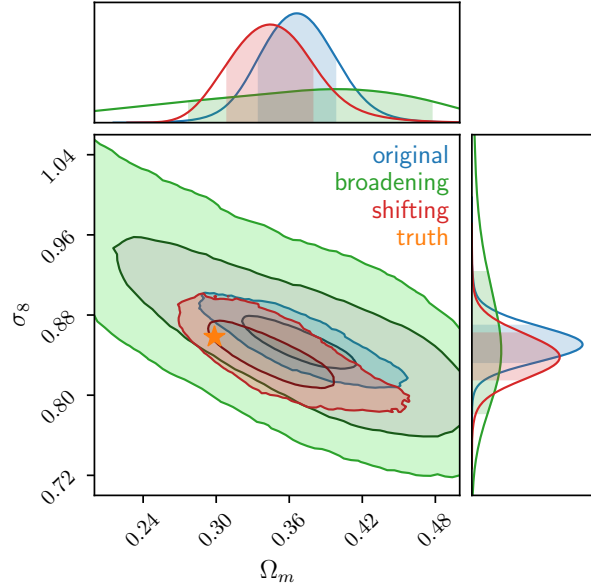 original
broadening
shifting
truth
1.04
0.96
0.88
0.80
0.72
σ₈
0.24
0.30
0.36
0.42
0.48
Ωₘ